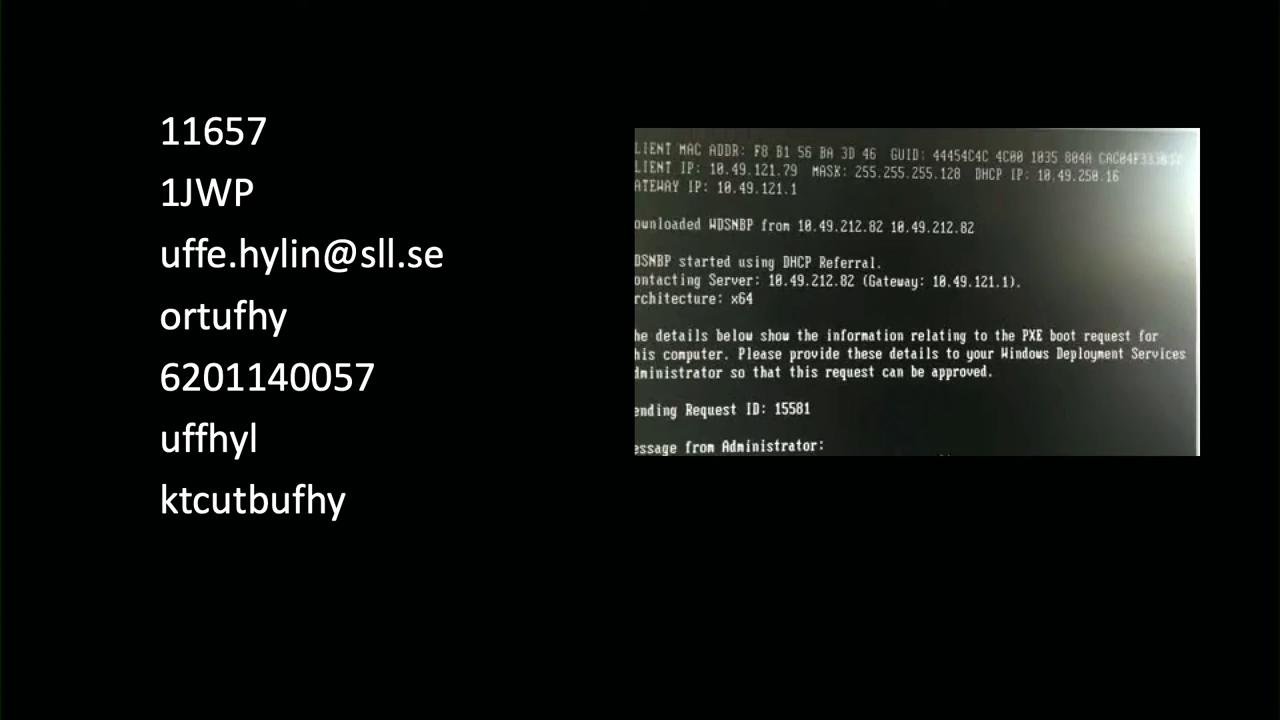 11657
1JWP
uffe.hylin@sll.se
ortufhy
6201140057
uffhyl
ktcutbufhy
LIENT MAC ADDR: F8 B1 56 BA 3D 46 GUID: 44454C4C 4C00 1035 804A
LIENT IP: 10.49.121.79 MASK: 255.255.255.128 DHCP IP: 10.49.250.16
ATEWAY IP: 10.49.121.1
ownloaded WDSNBP from 10.49.212.82 10.49.212.82
DSNBP started using DHCP Referral.
ontacting Server: 10.49.212.82 (Gateway: 10.49.121.1).
rchitecture: x64
he details below show the information relating to the PXE boot request for
his computer. Please provide these details to your Windows Deployment Services
dministrator so that this request can be approved.
ending Request ID: 15581
essage from Administrator: